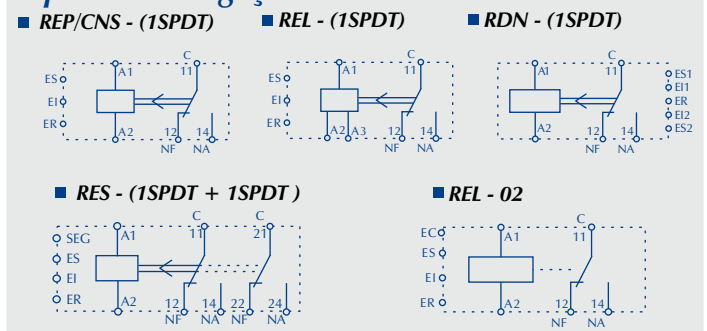 REP/CNS - (1SPDT)
REL - (1SPDT)
RDN - (1SPDT)
C
A1
11
ES
EI
ER
A2
12
14
NF
NA
C
A1
11
ES
EI
ER
A2
A3
12
14
NF
NA
C
A1
11
ES1
EI1
ER
EI2
ES2
A2
12
14
NF
NA
RES - (1SPDT + 1SPDT )
REL - 02
C
C
A1
11
21
SEG
ES
EI
ER
A2
12
14
22
24
NF
NA
NF
NA
C
A1
11
EC
ES
EI
ER
A2
12
14
NF
NA